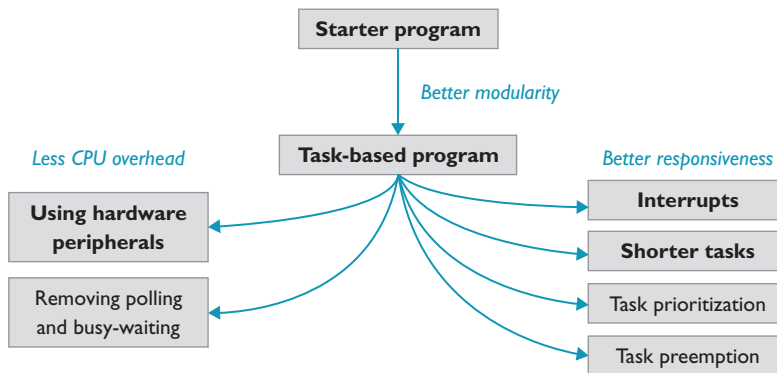 Starter program
Better modularity
Less CPU overhead
Task-based program
Better responsiveness
Using hardware
peripherals
Interrupts
Shorter tasks
Removing polling
and busy-waiting
Task prioritization
Task preemption